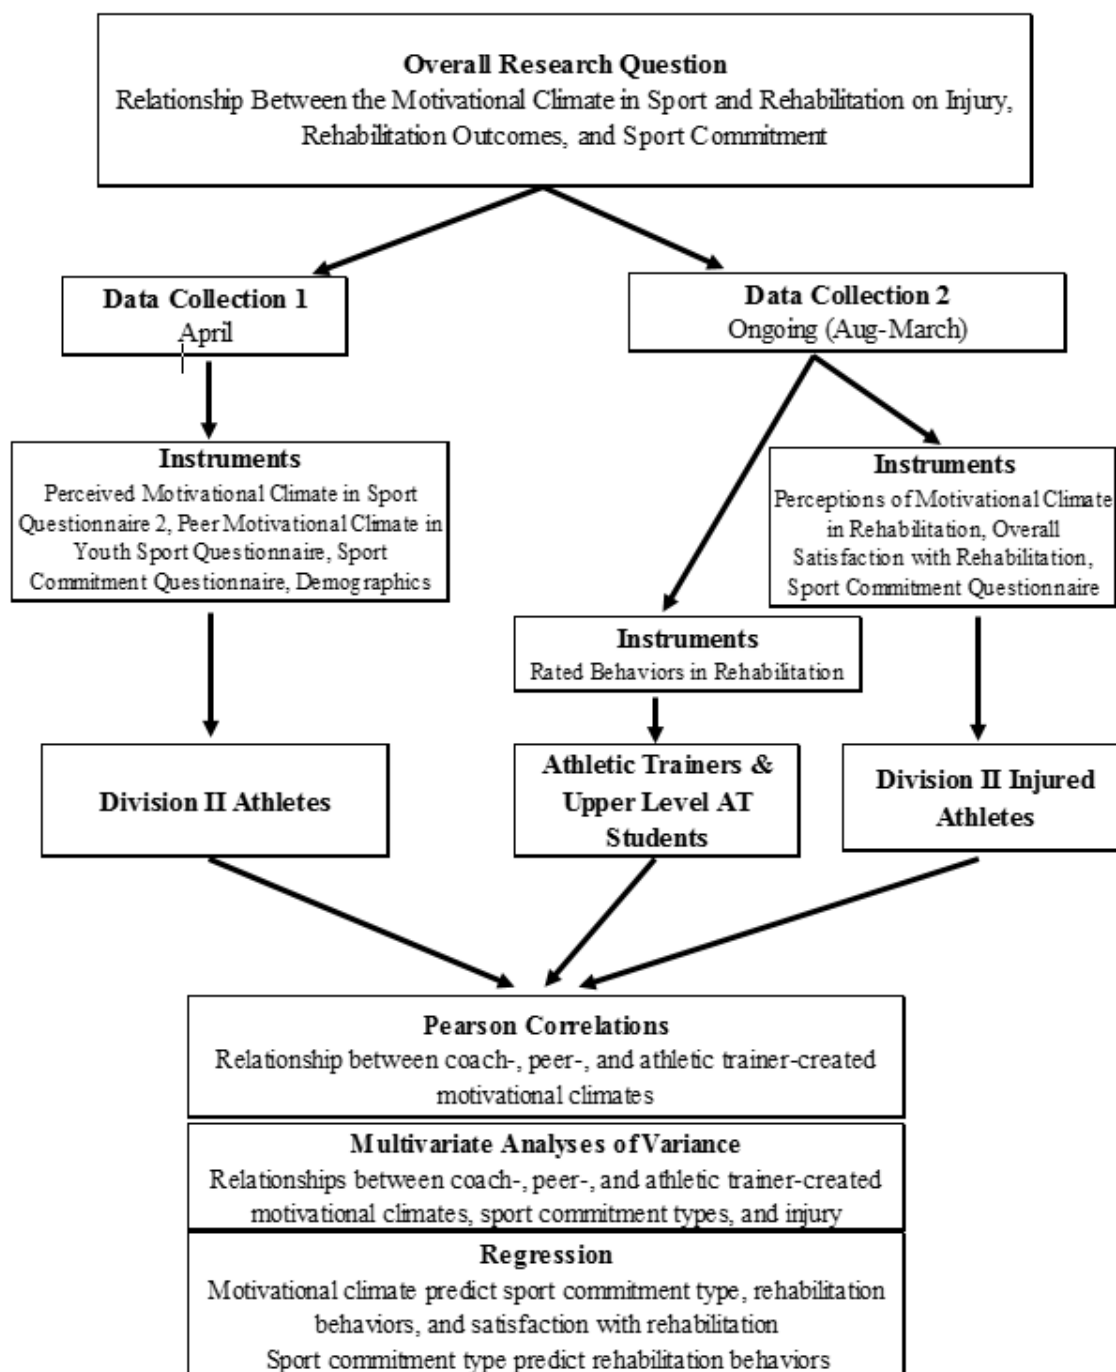 Overall Research Question
Relationship Between the Motivational Climate in Sport and Rehabilitation on Injury,
Rehabilitation Outcomes, and Sport Commitment
Data Collection 1
April
Data Collection 2
Ongoing (Aug-March)
Instruments
Perceived Motivational Climate in Sport
Questionnaire 2, Peer Motivational Climate in
Youth Sport Questionnaire, Sport
Commitment Questionnaire, Demographics
Instruments
Perceptions of Motivational Climate
in Rehabilitation, Overall
Satisfaction with Rehabilitation,
Sport Commitment Questionnaire
Instruments
Rated Behaviors in Rehabilitation
Division II Athletes
Athletic Trainers &
Upper Level AT
Students
Division II Injured
Athletes
Pearson Correlations
Relationship between coach-, peer-, and athletic trainer-created
motivational climates
Multivariate Analyses of Variance
Relationships between coach-, peer-, and athletic trainer-created
motivational climates, sport commitment types, and injury
Regression
Motivational climate predict sport commitment type, rehabilitation
behaviors, and satisfaction with rehabilitation
Sport commitment type predict rehabilitation behaviors